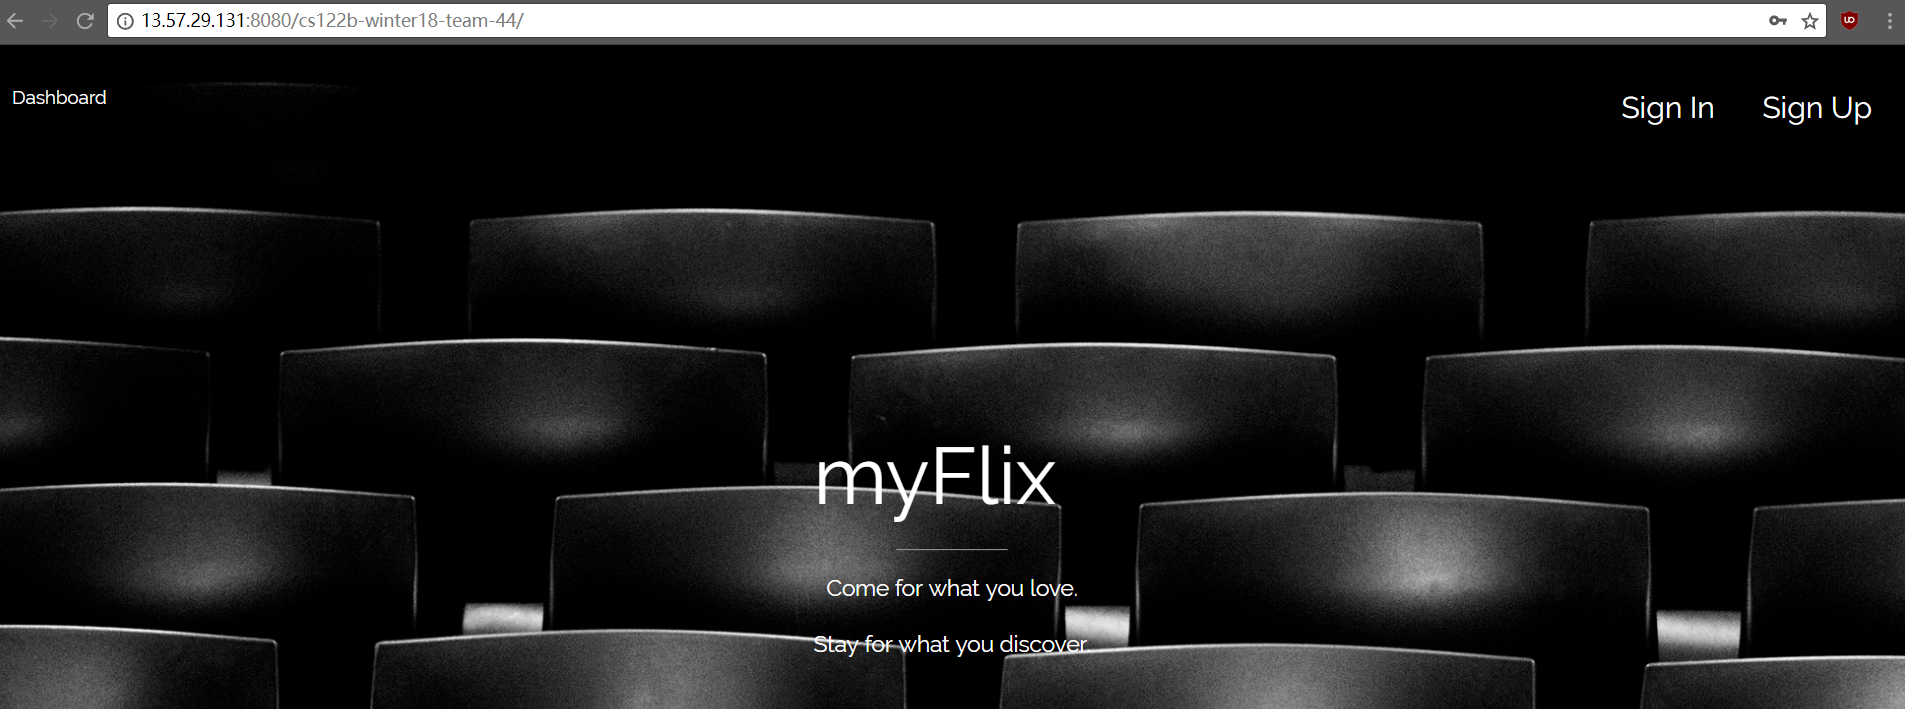 13.57.29.131:8080/cs122b-winter18-team-44/
Dashboard
Sign In
Sign Up
myFlix
Come for what you love.
Stay for what you discover.